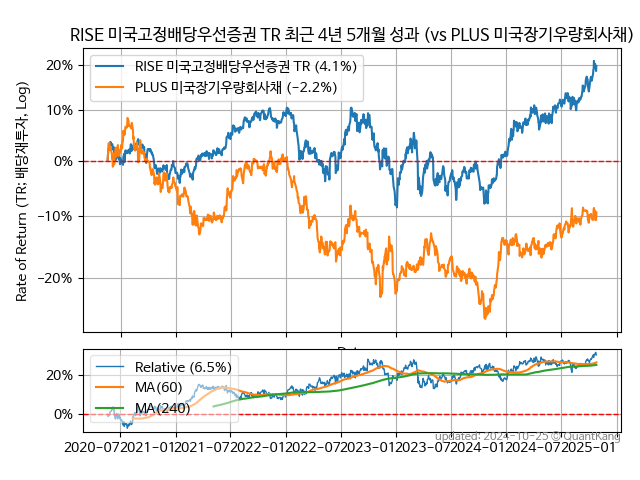 RISE 미국고정배당우선증권 TR 최근 4년 5개월 성과 (vs PLUS 미국장기우량회사채)
RISE 미국고정배당우선증권 TR (4.1%)
PLUS 미국장기우량회사채 (−2.2%)
20%
10%
0%
−10%
−20%
Rate of Return (TR: 배당재투자, Log)
Relative (6.5%)
MA(60)
MA(240)
20%
0%
2020-07 2021-01 2021-07 2022-01 2022-07 2023-01 2023-07 2024-01 2024-07 2025-01
updated: 2024-10-25 © QuantKang